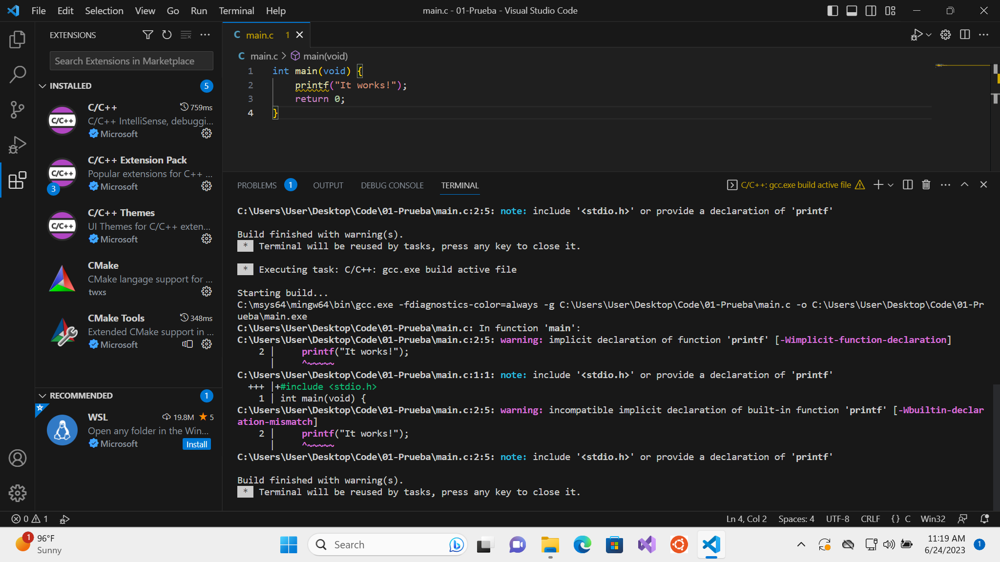 File Edit Selection View Go Run Terminal Help
main.c - 01-Prueba - Visual Studio Code
EXTENSIONS
Search Extensions in Marketplace
INSTALLED 5
C/C++ 759ms
C/C++ IntelliSense, debuggi...
Microsoft
C/C++ Extension Pack
Popular extensions for C++ ...
3 Microsoft
C/C++ Themes
UI Themes for C/C++ exten...
Microsoft
CMake
CMake langage support for ...
twxs
CMake Tools 348ms
Extended CMake support in ...
Microsoft
RECOMMENDED 1
WSL 19.8M 5
Open any folder in the Win...
Microsoft Install
C main.c 1
C main.c > main(void)
1 int main(void) {
2 printf("It works!");
3 return 0;
4 }
PROBLEMS 1 OUTPUT DEBUG CONSOLE TERMINAL
C/C++: gcc.exe build active file
C:\Users\User\Desktop\Code\01-Prueba\main.c:2:5: note: include '<stdio.h>' or provide a declaration of 'printf'
Build finished with warning(s).
* Terminal will be reused by tasks, press any key to close it.
* Executing task: C/C++: gcc.exe build active file
Starting build...
C:\msys64\mingw64\bin\gcc.exe -fdiagnostics-color=always -g C:\Users\User\Desktop\Code\01-Prueba\main.c -o C:\Users\User\Desktop\Code\01-Pr
ueba\main.exe
C:\Users\User\Desktop\Code\01-Prueba\main.c: In function 'main':
C:\Users\User\Desktop\Code\01-Prueba\main.c:2:5: warning: implicit declaration of function 'printf' [-Wimplicit-function-declaration]
2 | printf("It works!");
| ^~~~~~
C:\Users\User\Desktop\Code\01-Prueba\main.c:1:1: note: include '<stdio.h>' or provide a declaration of 'printf'
+++ |+#include <stdio.h>
1 | int main(void) {
C:\Users\User\Desktop\Code\01-Prueba\main.c:2:5: warning: incompatible implicit declaration of built-in function 'printf' [-Wbuiltin-declar
ation-mismatch]
2 | printf("It works!");
| ^~~~~~
C:\Users\User\Desktop\Code\01-Prueba\main.c:2:5: note: include '<stdio.h>' or provide a declaration of 'printf'
Build finished with warning(s).
* Terminal will be reused by tasks, press any key to close it.
0 1
Ln 4, Col 2 Spaces: 4 UTF-8 CRLF {} C Win32
1 96°F
Sunny
Search
11:19 AM
6/24/2023
1